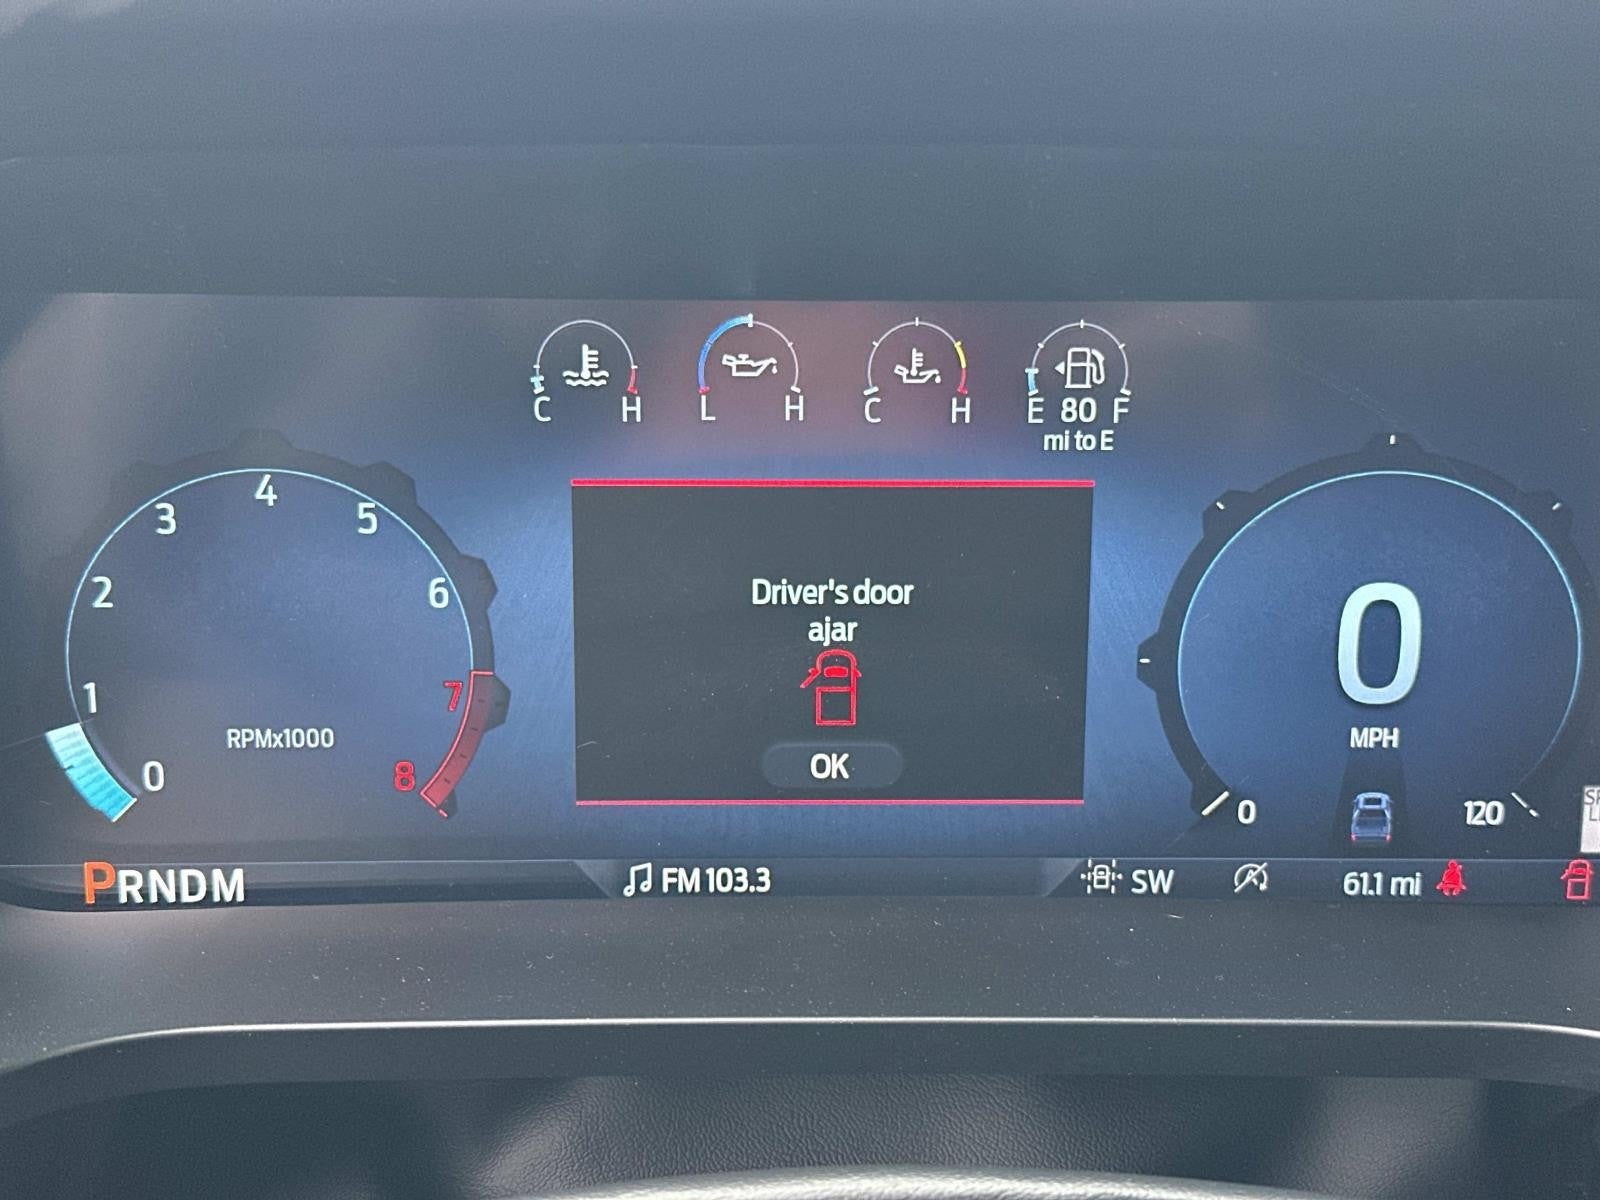 C H
L H
C H
E 80 F
mi to E
0
1
2
3
4
5
6
7
8
RPMx1000
Driver's door
ajar
OK
0
MPH
0
120
PRNDM
FM 103.3
SW
61.1 mi